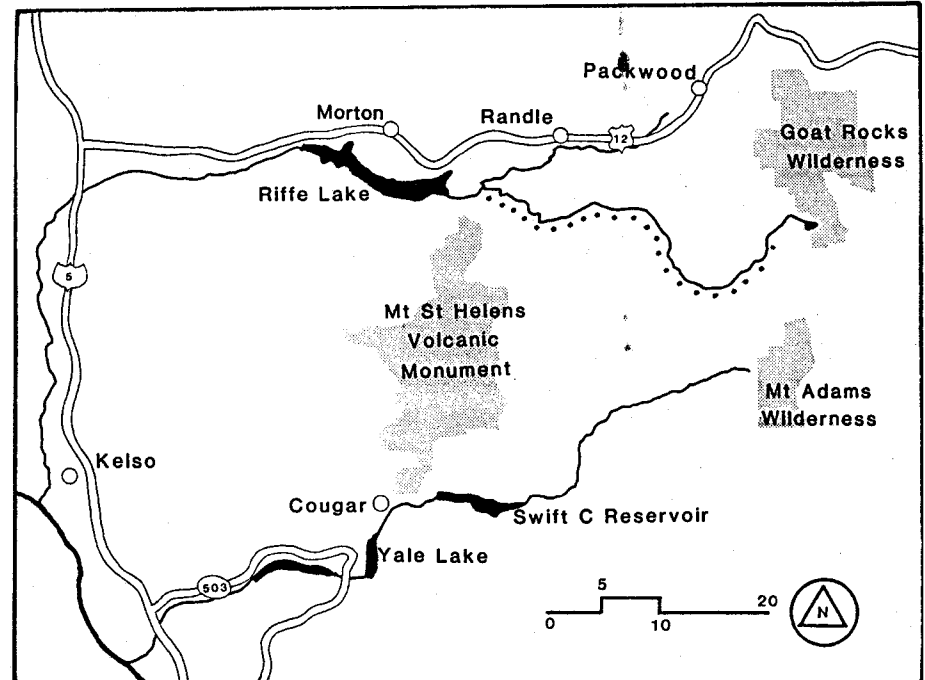 Packwood
Morton
Randle
12
Goat Rocks
Wilderness
Riffe Lake
5
Mt St Helens
Volcanic
Monument
Mt Adams
Wilderness
Kelso
Cougar
Swift C Reservoir
Yale Lake
503
5
20
0
10
N